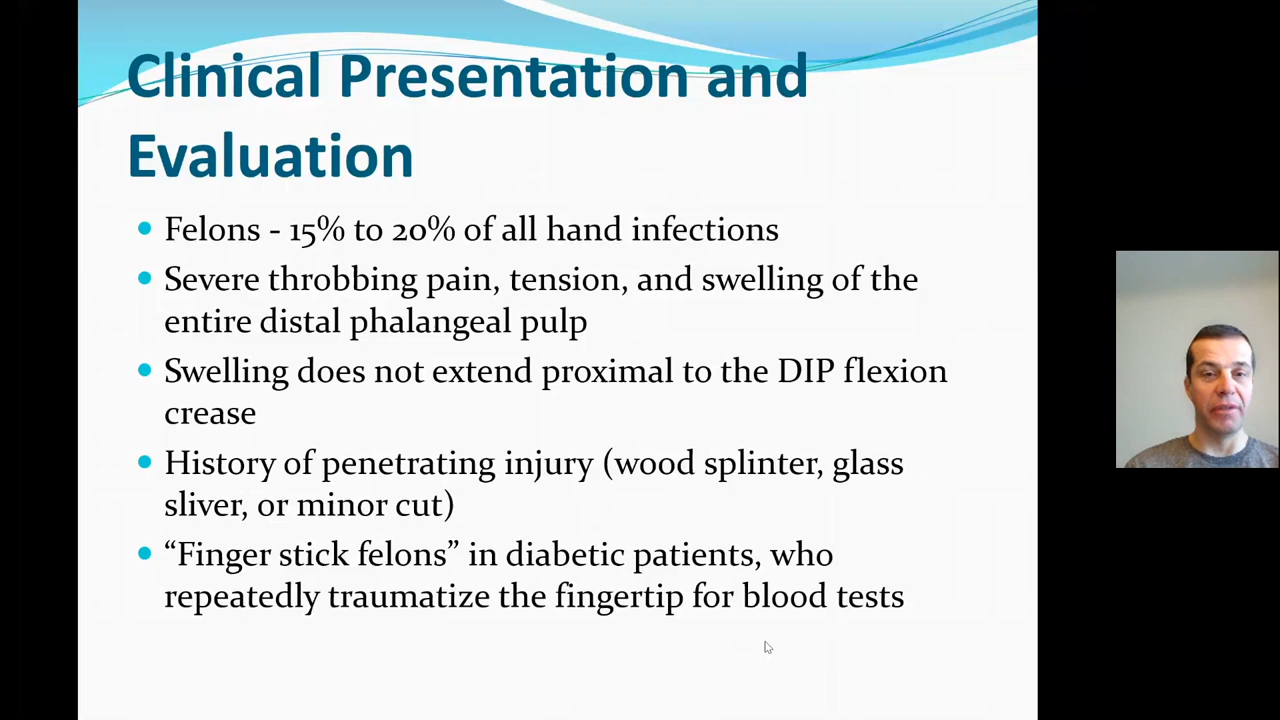 Clinical Presentation and
Evaluation
• Felons - 15% to 20% of all hand infections
• Severe throbbing pain, tension, and swelling of the
entire distal phalangeal pulp
• Swelling does not extend proximal to the DIP flexion
crease
• History of penetrating injury (wood splinter, glass
sliver, or minor cut)
• “Finger stick felons” in diabetic patients, who
repeatedly traumatize the fingertip for blood tests